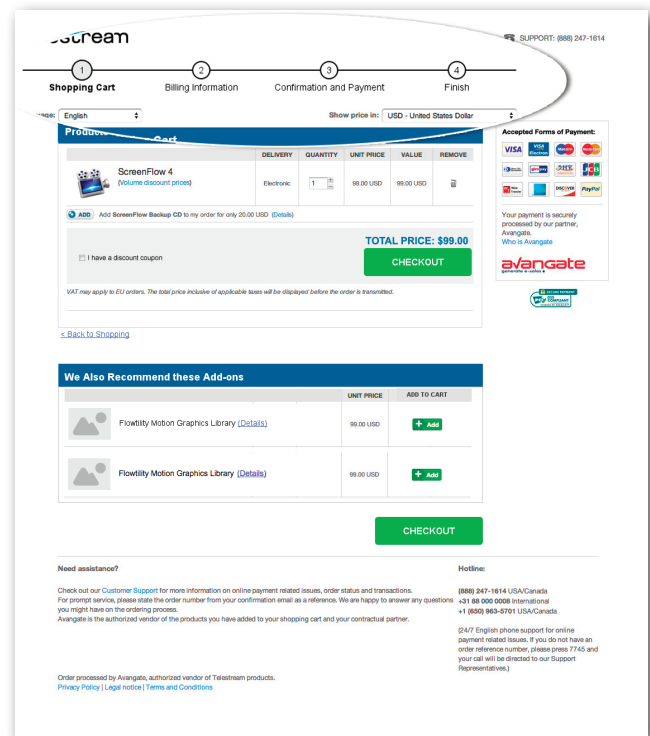 SUPPORT: (888) 247-1614
1 2 3 4
Shopping Cart Billing Information Confirmation and Payment Finish
English Show price in: USD - United States Dollar
Products Cart
DELIVERY QUANTITY UNIT PRICE VALUE REMOVE
ScreenFlow 4
(Volume discount prices)
Electronic 1 99.00 USD 99.00 USD
ADD Add ScreenFlow Backup CD to my order for only 20.00 USD (Details)
TOTAL PRICE: $99.00
I have a discount coupon
CHECKOUT
VAT may apply to EU orders. The total price inclusive of applicable taxes will be displayed before the order is transmitted.
< Back to Shopping
Accepted Forms of Payment:
VISA VISA Electron
JCB
DISCOVER PayPal
Your payment is securely
processed by our partner,
Avangate.
Who is Avangate
avangate
generate e-sales
SECURE PAYMENT
COMPLIANT
We Also Recommend these Add-ons
UNIT PRICE ADD TO CART
Flowtility Motion Graphics Library (Details) 99.00 USD + Add
Flowtility Motion Graphics Library (Details) 99.00 USD + Add
CHECKOUT
Need assistance?
Check out our Customer Support for more information on online payment related issues, order status and transactions.
For prompt service, please state the order number from your confirmation email as a reference. We are happy to answer any questions
you might have on the ordering process.
Avangate is the authorized vendor of the products you have added to your shopping cart and your contractual partner.
Hotline:
(888) 247-1614 USA/Canada
+31 88 000 0008 International
+1 (650) 963-5701 USA/Canada
(24/7 English phone support for online
payment related issues. If you do not have an
order reference number, please press 7745 and
your call will be directed to our Support
Representatives.)
Order processed by Avangate, authorized vendor of Telestream products.
Privacy Policy | Legal notice | Terms and Conditions